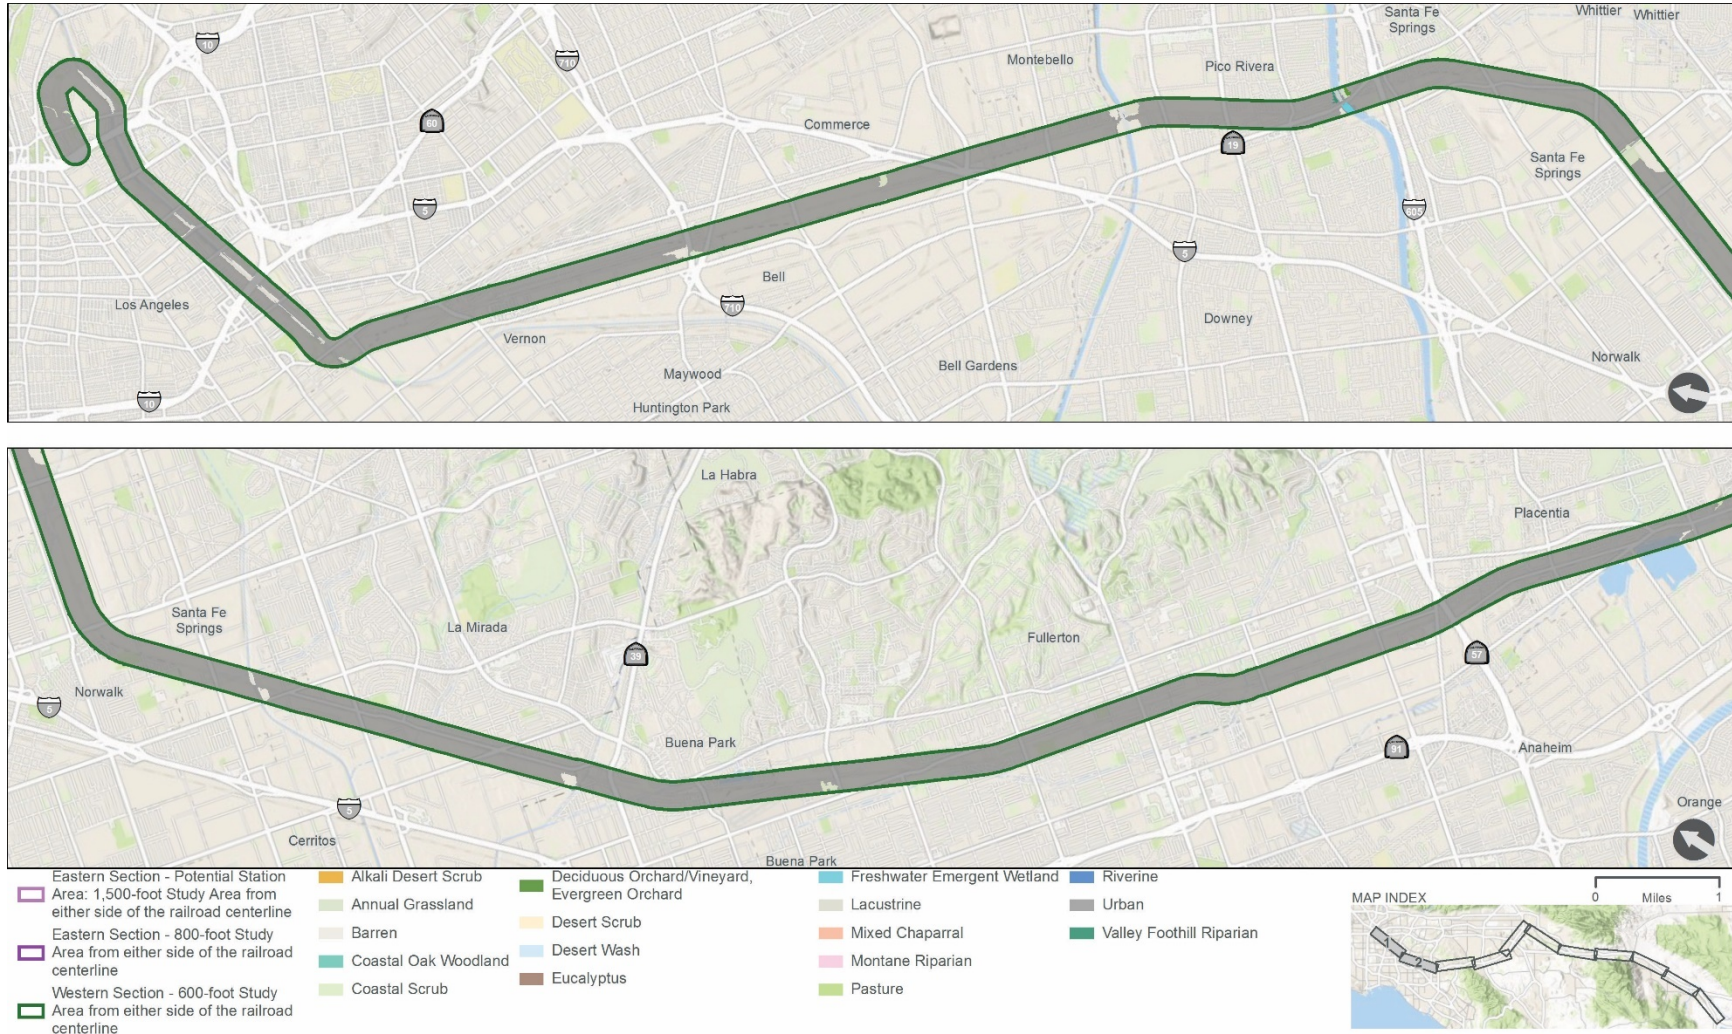 Santa Fe
Springs
Whittier
Whittier
10
710
Montebello
Pico Rivera
60
Commerce
19
Santa Fe
Springs
5
605
5
Bell
Los Angeles
710
Downey
Vernon
Norwalk
Bell Gardens
Maywood
10
Huntington Park
La Habra
Placentia
Santa Fe
Springs
La Mirada
Fullerton
39
57
Norwalk
5
Buena Park
91
Anaheim
Orange
5
Cerritos
Buena Park
Eastern Section - Potential Station
Area: 1,500-foot Study Area from
either side of the railroad centerline
Eastern Section - 800-foot Study
Area from either side of the railroad
centerline
Western Section - 600-foot Study
Area from either side of the railroad
centerline
Alkali Desert Scrub
Annual Grassland
Barren
Coastal Oak Woodland
Coastal Scrub
Deciduous Orchard/Vineyard,
Evergreen Orchard
Desert Scrub
Desert Wash
Eucalyptus
Freshwater Emergent Wetland
Lacustrine
Mixed Chaparral
Montane Riparian
Pasture
Riverine
Urban
Valley Foothill Riparian
0 Miles 1
MAP INDEX
1
2